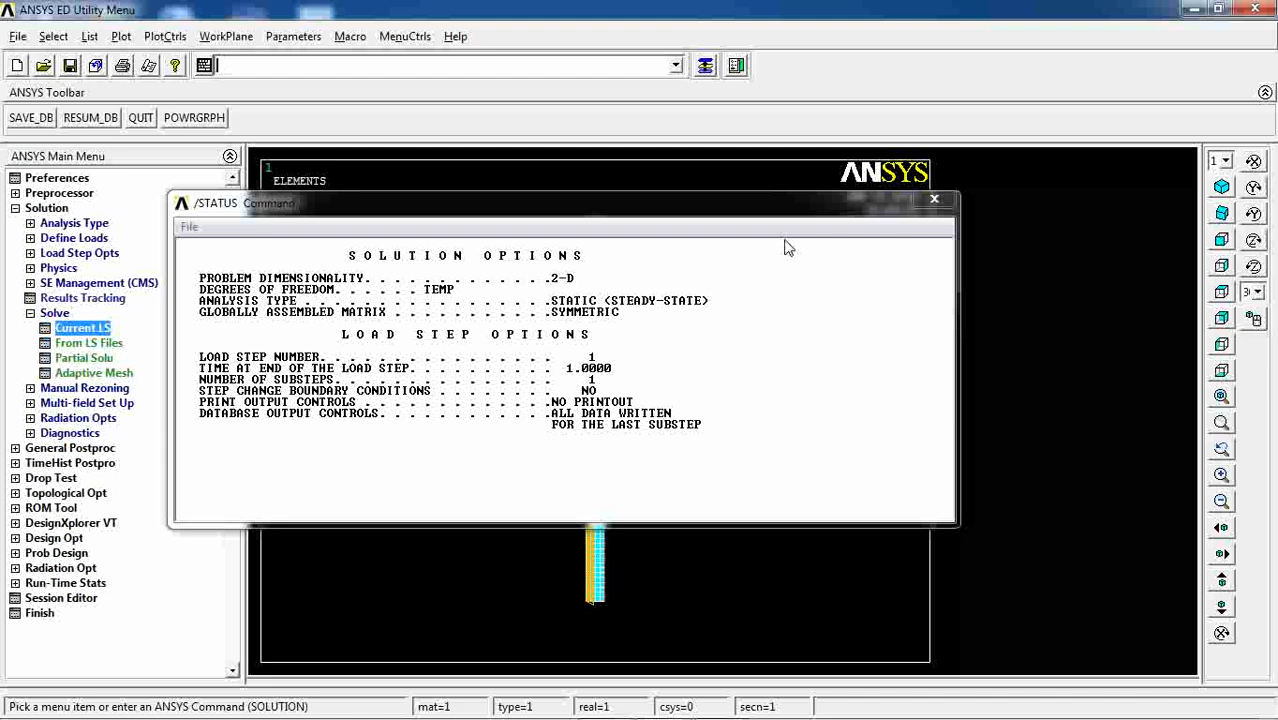 ANSYS ED Utility Menu
File Select List Plot PlotCtrls WorkPlane Parameters Macro MenuCtrls Help
ANSYS Toolbar
SAVE_DB RESUM_DB QUIT POWRGRPH
ANSYS Main Menu
Preferences
Preprocessor
Solution
Analysis Type
Define Loads
Load Step Opts
Physics
SE Management (CMS)
Results Tracking
Solve
Current LS
From LS Files
Partial Solu
Adaptive Mesh
Manual Rezoning
Multi-field Set Up
Radiation Opts
Diagnostics
General Postproc
TimeHist Postpro
Drop Test
Topological Opt
ROM Tool
DesignXplorer VT
Design Opt
Prob Design
Radiation Opt
Run-Time Stats
Session Editor
Finish
1
ELEMENTS
ANSYS
/STATUS Command
File
S O L U T I O N O P T I O N S
PROBLEM DIMENSIONALITY. . . . . . . . . . . . .2-D
DEGREES OF FREEDOM. . . . . . TEMP
ANALYSIS TYPE . . . . . . . . . . . . . . . . .STATIC (STEADY-STATE)
GLOBALLY ASSEMBLED MATRIX . . . . . . . . . . .SYMMETRIC
L O A D S T E P O P T I O N S
LOAD STEP NUMBER. . . . . . . . . . . . . . . . 1
TIME AT END OF THE LOAD STEP. . . . . . . . . . 1.0000
NUMBER OF SUBSTEPS. . . . . . . . . . . . . . . 1
STEP CHANGE BOUNDARY CONDITIONS . . . . . . . . NO
PRINT OUTPUT CONTROLS . . . . . . . . . . . . .NO PRINTOUT
DATABASE OUTPUT CONTROLS. . . . . . . . . . . .ALL DATA WRITTEN
FOR THE LAST SUBSTEP
1
3
Pick a menu item or enter an ANSYS Command (SOLUTION) mat=1 type=1 real=1 csys=0 secn=1